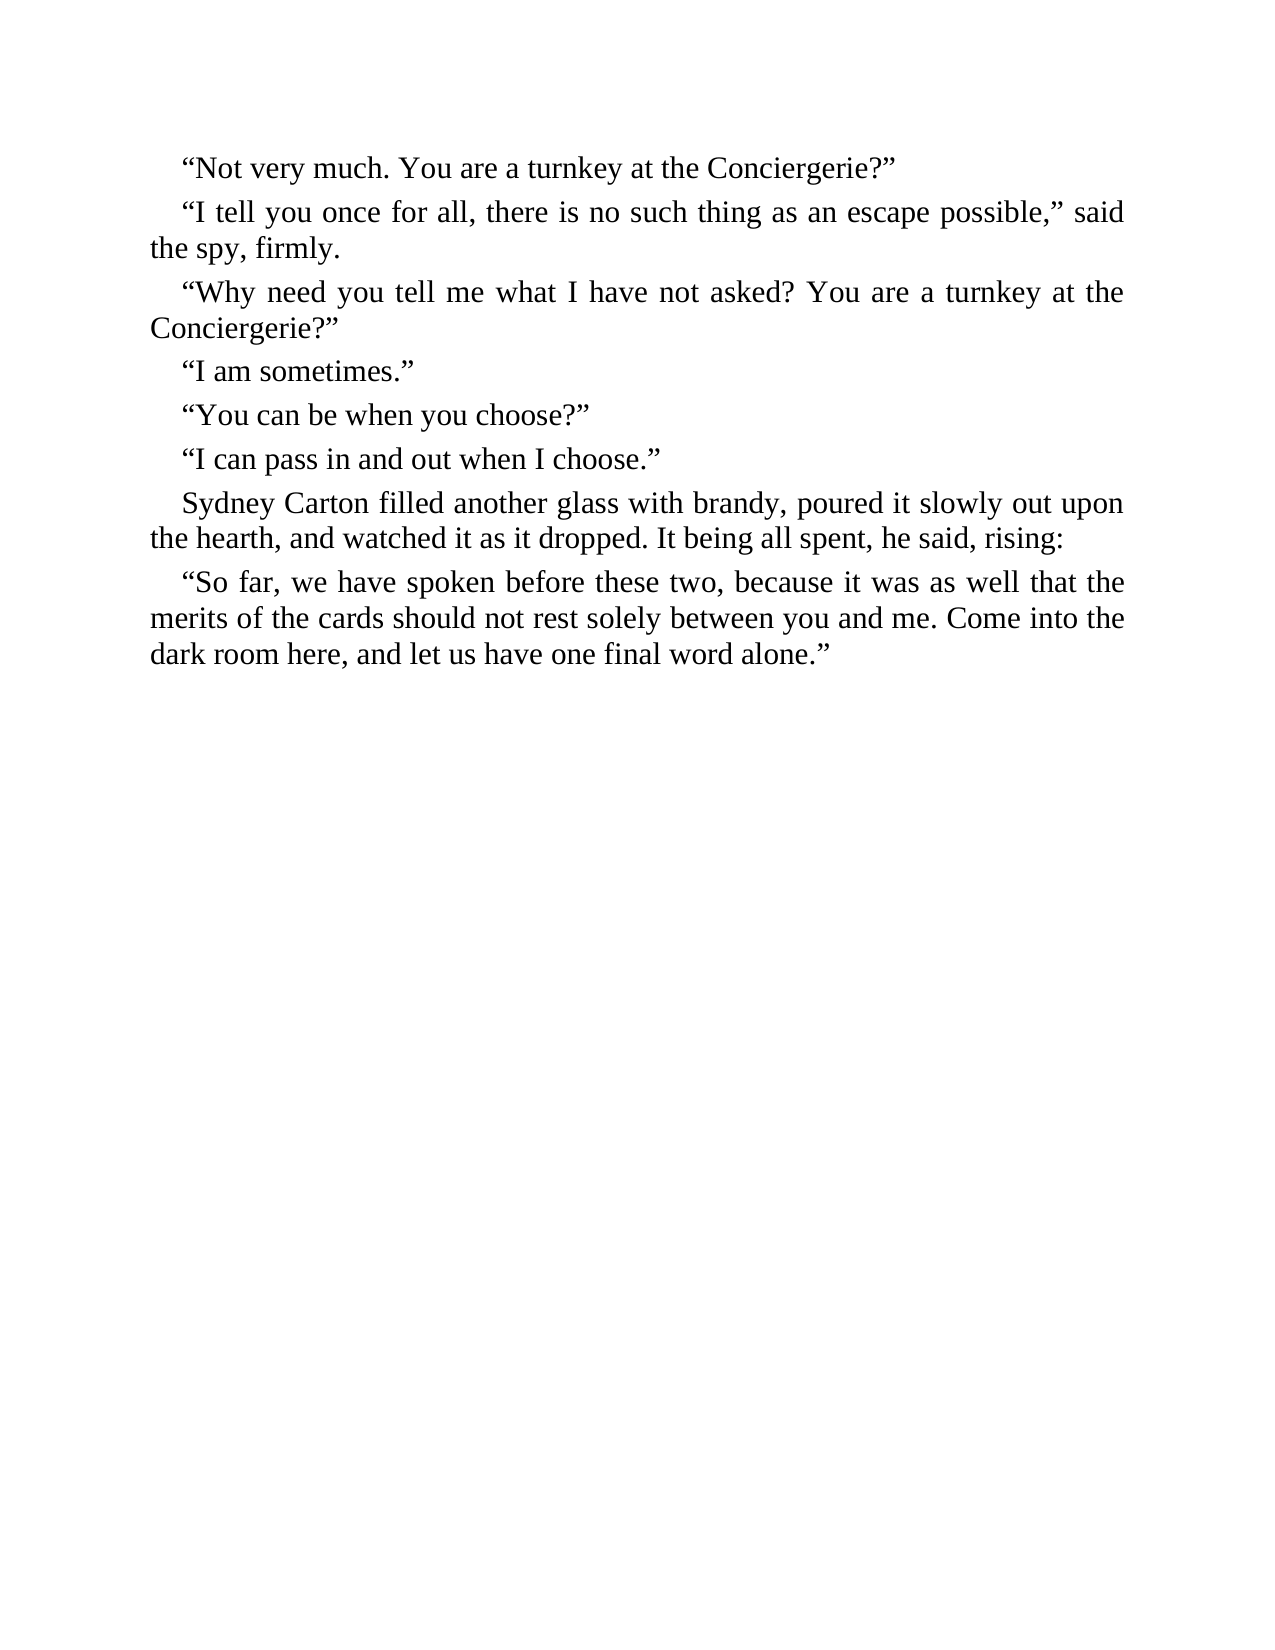 “Not very much. You are a turnkey at the Conciergerie?”
“I tell you once for all, there is no such thing as an escape possible,” said
the spy, firmly.
“Why need you tell me what I have not asked? You are a turnkey at the
Conciergerie?”
“I am sometimes.”
“You can be when you choose?”
“I can pass in and out when I choose.”
Sydney Carton filled another glass with brandy, poured it slowly out upon
the hearth, and watched it as it dropped. It being all spent, he said, rising:
“So far, we have spoken before these two, because it was as well that the
merits of the cards should not rest solely between you and me. Come into the
dark room here, and let us have one final word alone.”